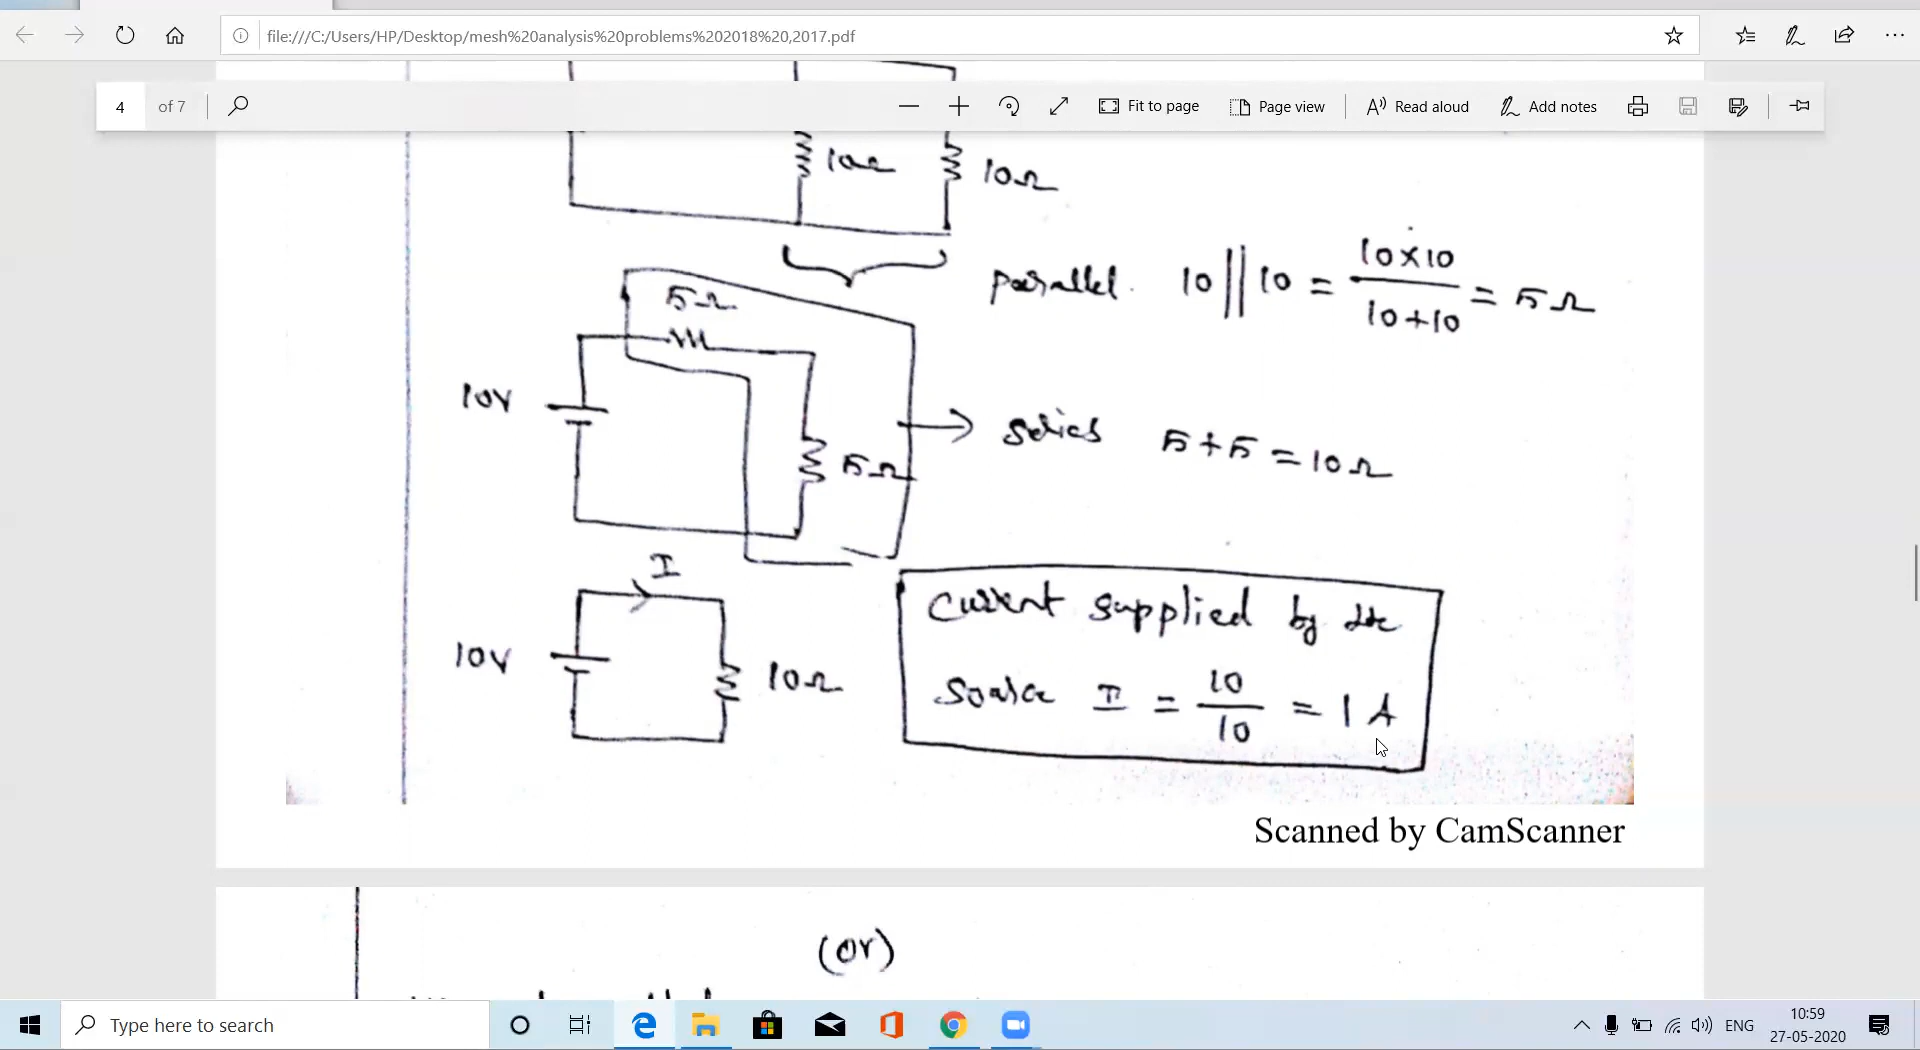 file:///C:/Users/HP/Desktop/mesh%20analysis%20problems%202018%20,2017.pdf
4 of 7
Fit to page
Page view
Read aloud
Add notes
10Ω
10Ω
parallel. 10 || 10 = 10×10 / 10+10 = 5Ω
5Ω
10V
5Ω
series 5+5 = 10Ω
I
10V
10Ω
Current supplied by the
Source I = 10 / 10 = 1 A
Scanned by CamScanner
(or)
Type here to search
ENG
10:59
27-05-2020